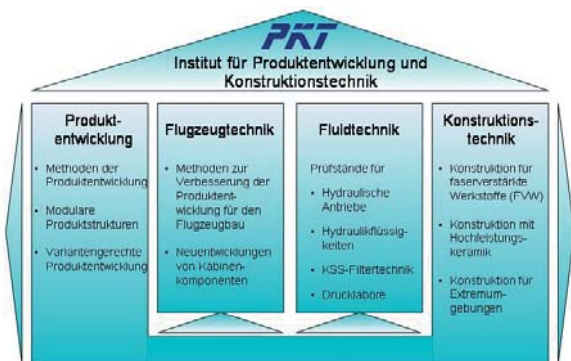 PKT
Institut für Produktentwicklung und
Konstruktionstechnik
Produkt-
entwicklung
• Methoden der
Produktentwicklung
• Modulare
Produktstrukturen
• Variantengerechte
Produktentwicklung
Flugzeugtechnik
• Methoden zur
Verbesserung der
Produktent-
wicklung für den
Flugzeugbau
• Neuentwicklungen
von Kabinen-
komponenten
Fluidtechnik
Prüfstände für
• Hydraulische
Antriebe
• Hydraulikflüssig-
keiten
• KSS-Filtertechnik
• Drucklabore
Konstruktions-
technik
• Konstruktion für
faserverstärkte
Werkstoffe (FVW)
• Konstruktion mit
Hochleistungs-
keramik
• Konstruktion für
Extremum-
gebungen